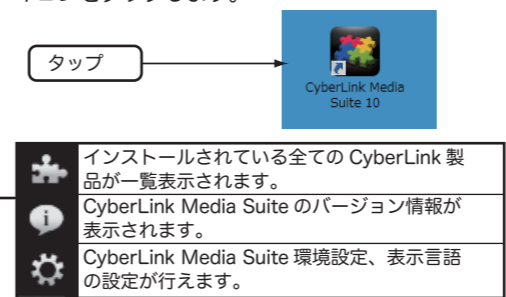 タップ
CyberLink Media
Suite 10
インストールされている全ての CyberLink 製
品が一覧表示されます。
CyberLink Media Suite のバージョン情報が
表示されます。
CyberLink Media Suite 環境設定、表示言語
の設定が行えます。